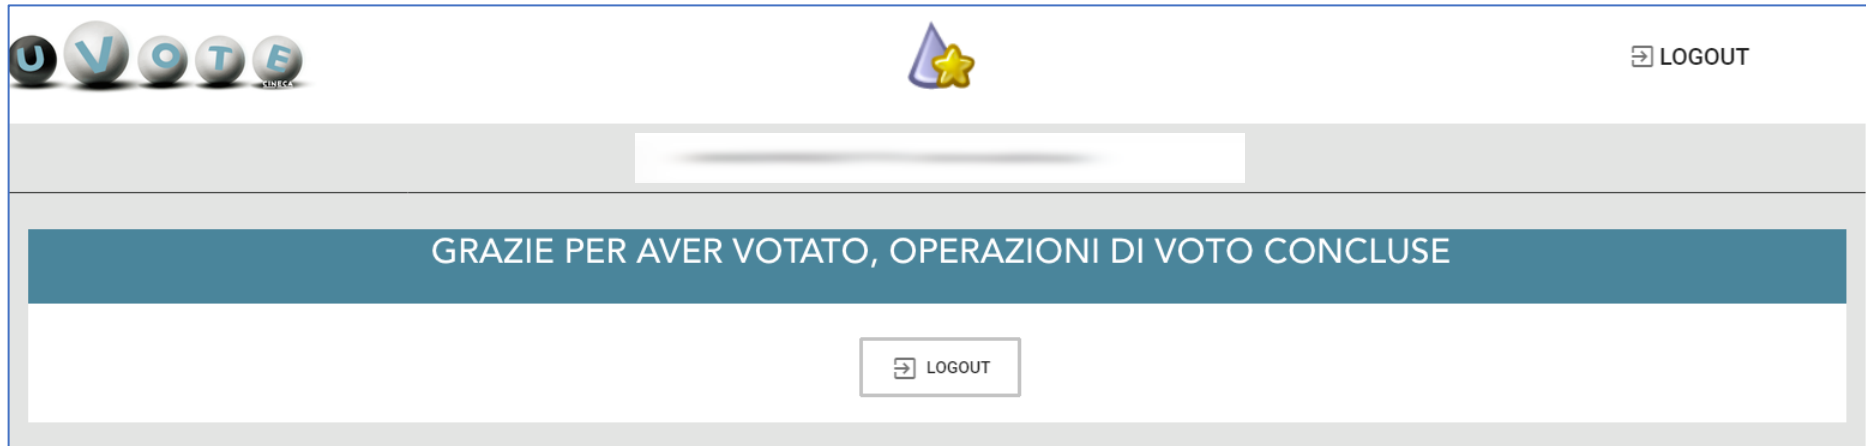 UVOTE
CINECA
LOGOUT
GRAZIE PER AVER VOTATO, OPERAZIONI DI VOTO CONCLUSE
LOGOUT